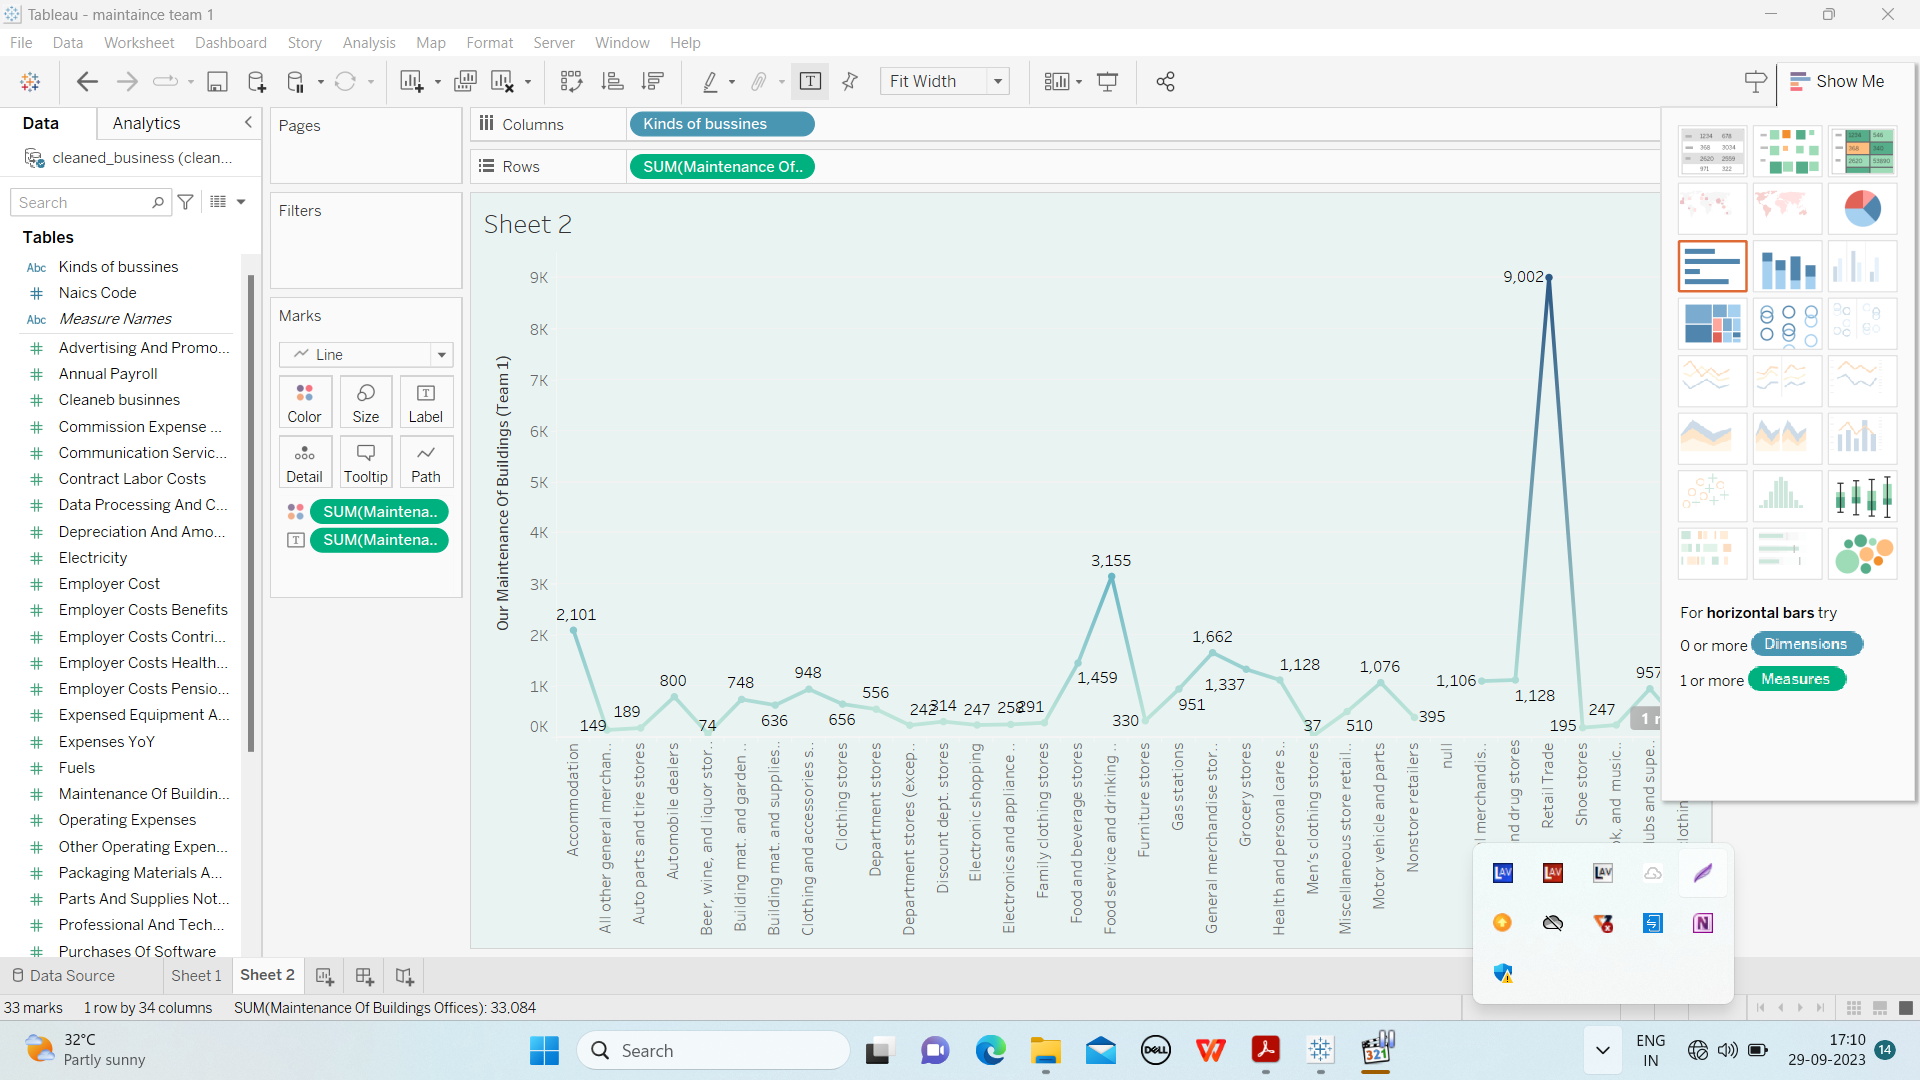 Tableau - maintaince team 1
File Data Worksheet Dashboard Story Analysis Map Format Server Window Help
Fit Width
Show Me
Data Analytics
cleaned_business (clean...
Search
Tables
Abc Kinds of bussines
Naics Code
Abc Measure Names
Advertising And Promo...
Annual Payroll
Cleaneb businnes
Commission Expense ...
Communication Servic...
Contract Labor Costs
Data Processing And C...
Depreciation And Amo...
Electricity
Employer Cost
Employer Costs Benefits
Employer Costs Contri...
Employer Costs Health...
Employer Costs Pensio...
Expensed Equipment A...
Expenses YoY
Fuels
Maintenance Of Buildin...
Operating Expenses
Other Operating Expen...
Packaging Materials A...
Parts And Supplies Not...
Professional And Tech...
Purchases Of Software
Pages
Filters
Marks
Line
Color Size Label
Detail Tooltip Path
SUM(Maintena..
SUM(Maintena..
Columns Kinds of bussines
Rows SUM(Maintenance Of..
Sheet 2
Our Maintenance Of Buildings (Team 1)
9K
8K
7K
6K
5K
4K
3K
2K
1K
0K
2,101
149
189
800
74
748
636
948
656
556
242
314
247
258
291
1,459
3,155
330
951
1,662
1,337
1,128
37
510
1,076
395
1,106
1,128
9,002
195
247
957
Accommodation
All other general merchan..
Auto parts and tire stores
Automobile dealers
Beer, wine, and liquor stor..
Building mat. and garden ..
Building mat. and supplies..
Clothing and accessories s..
Clothing stores
Department stores
Department stores (excep..
Discount dept. stores
Electronic shopping
Electronics and appliance ..
Family clothing stores
Food and beverage stores
Food service and drinking ..
Furniture stores
Gas stations
General merchandise stor..
Grocery stores
Health and personal care s..
Men's clothing stores
Miscellaneous store retail..
Motor vehicle and parts
Nonstore retailers
null
l merchandis..
nd drug stores
Retail Trade
Shoe stores
ok, and music..
lubs and supe..
clothin
For horizontal bars try
0 or more Dimensions
1 or more Measures
Data Source Sheet 1 Sheet 2
33 marks 1 row by 34 columns SUM(Maintenance Of Buildings Offices): 33,084
32°C
Partly sunny
Search
DELL
321
ENG
IN
17:10
29-09-2023
14